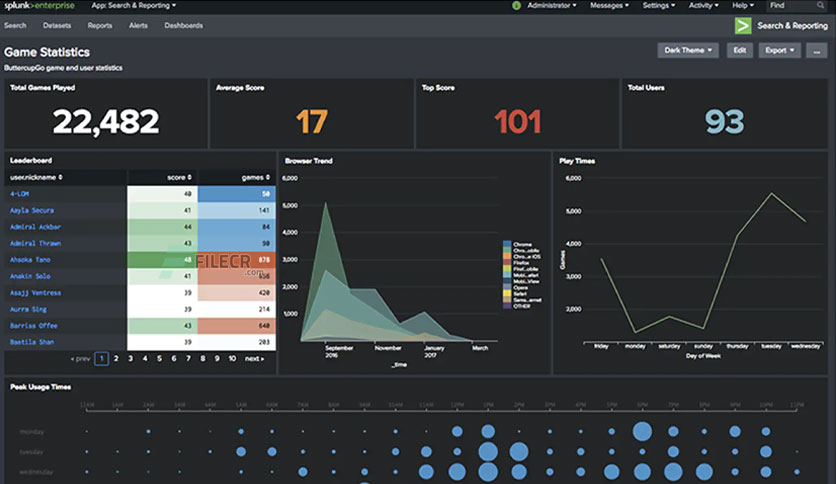 splunk>enterprise App: Search & Reporting ▾ i Administrator ▾ Messages ▾ Settings ▾ Activity ▾ Help ▾ Find
Search Datasets Reports Alerts Dashboards > Search & Reporting
Game Statistics Dark Theme ▾ Edit Export ▾ ...
ButtercupGo game and user statistics
Total Games Played Average Score Top Score Total Users
22,482 17 101 93
Leaderboard
user.nickname score games
4-LOM 40 50
Aayla Secura 41 141
Admiral Ackbar 44 84
Admiral Thrawn 43 90
Ahsoka Tano 48 878
Anakin Solo 41 656
Asajj Ventress 39 420
Aurra Sing 39 214
Barriss Offee 43 640
Bastila Shan 39 203
« prev 1 2 3 4 5 6 7 8 9 10 next »
FILECR
.com
Browser Trend
6,000
5,000
4,000
3,000
2,000
1,000
September November January March
2016 2017
_time
Chrome
Chro...obile
Chro...e iOS
Firefox
Firef...obile
Mobi...afari
Mobi...View
Opera
Safari
Sams...ernet
OTHER
Play Times
6,000
5,000
4,000
3,000
2,000
Games
friday monday saturday sunday thursday tuesday wednesday
Day of Week
Peak Usage Times
12AM 1AM 2AM 3AM 4AM 5AM 6AM 7AM 8AM 9AM 10AM 11AM 12PM 1PM 2PM 3PM 4PM 5PM 6PM 7PM 8PM 9PM 10PM 11PM
monday
tuesday
wednesday